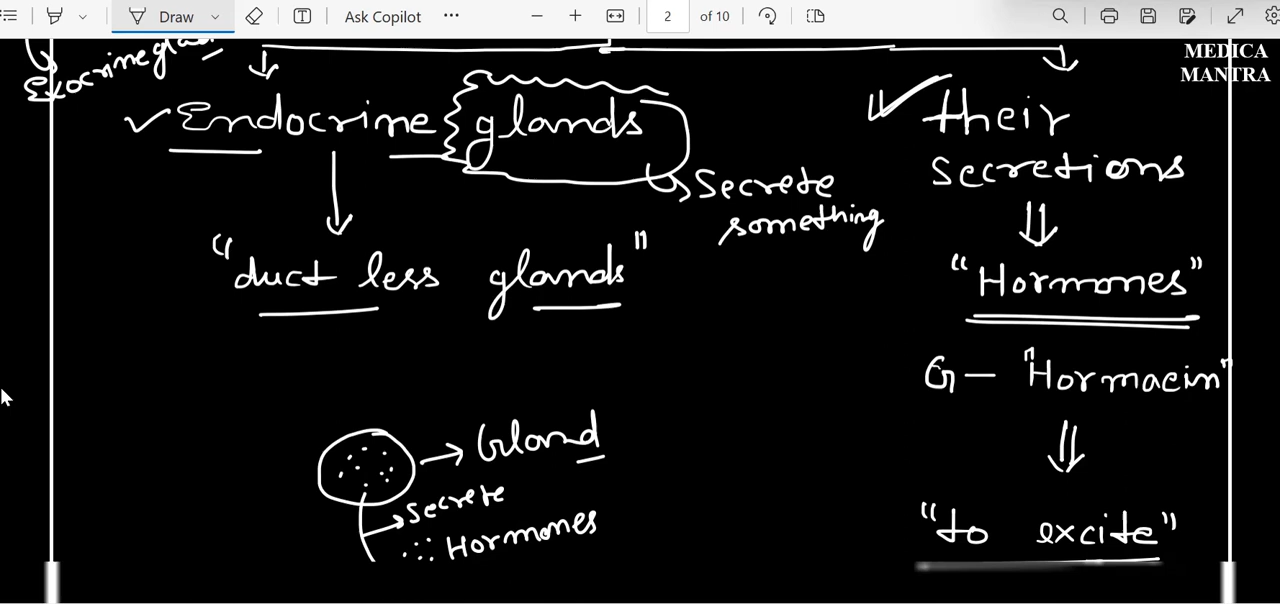 Draw
Ask Copilot
2 of 10
MEDICA
MANTRA
Exocrine glan
Endocrine glands
their
secretions
Secrete
something
"duct less glands"
"Hormones"
G — "Hormacin"
Gland
Secrete
Hormones
"to excite"